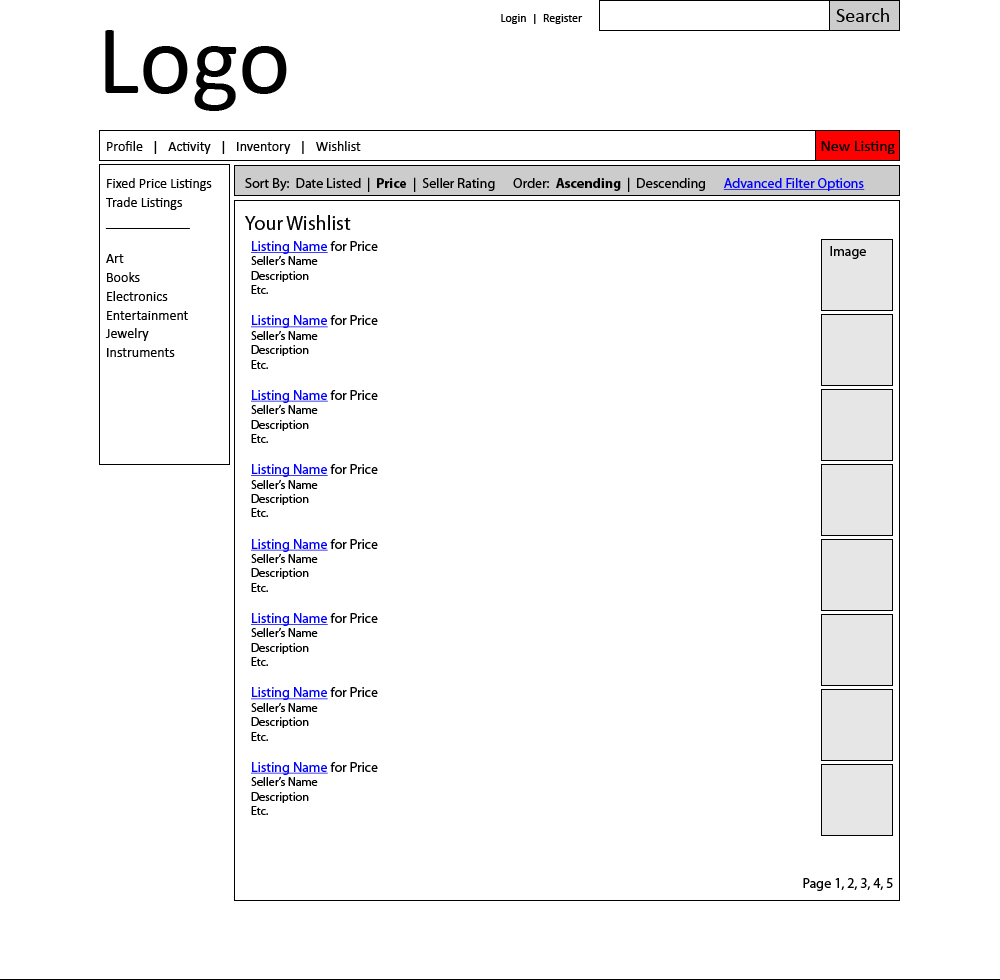 Login | Register
Search
Logo
Profile | Activity | Inventory | Wishlist
New Listing
Fixed Price Listings
Trade Listings
Art
Books
Electronics
Entertainment
Jewelry
Instruments
Sort By: Date Listed | Price | Seller Rating Order: Ascending | Descending Advanced Filter Options
Your Wishlist
Listing Name for Price
Seller’s Name
Description
Etc.
Image
Listing Name for Price
Seller’s Name
Description
Etc.
Listing Name for Price
Seller’s Name
Description
Etc.
Listing Name for Price
Seller’s Name
Description
Etc.
Listing Name for Price
Seller’s Name
Description
Etc.
Listing Name for Price
Seller’s Name
Description
Etc.
Listing Name for Price
Seller’s Name
Description
Etc.
Listing Name for Price
Seller’s Name
Description
Etc.
Page 1, 2, 3, 4, 5